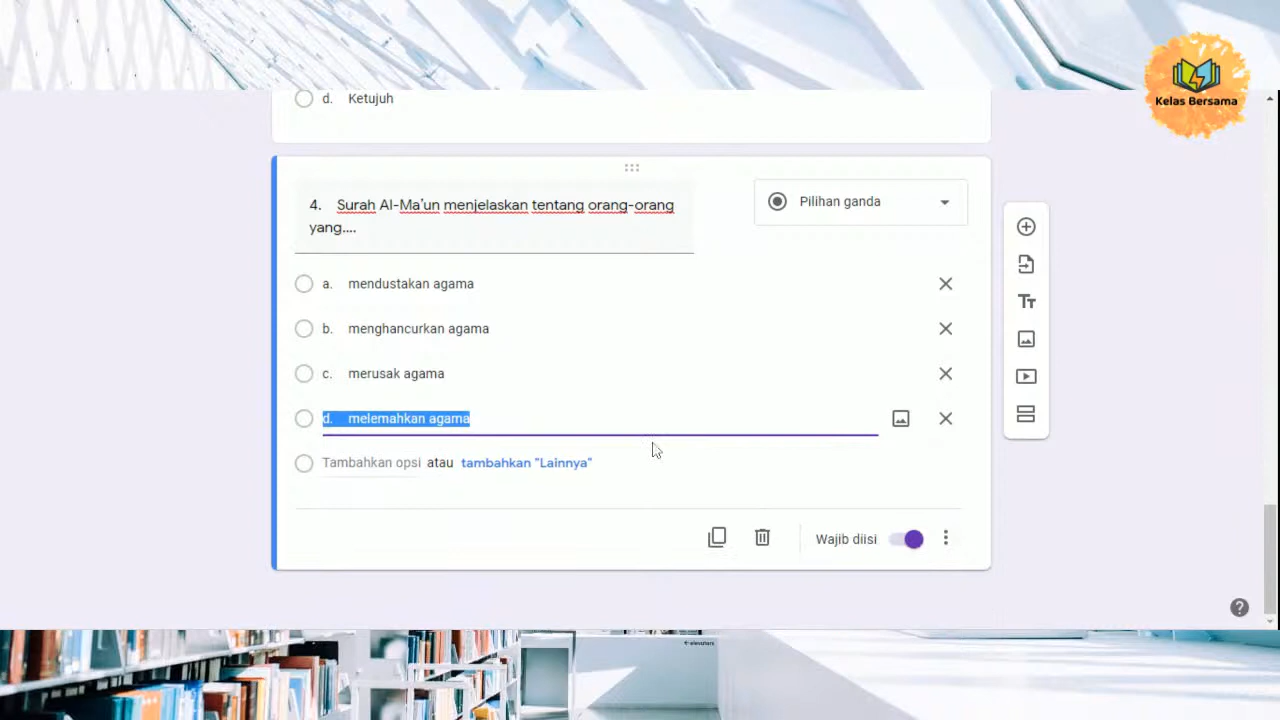 Kelas Bersama
d. Ketujuh
4. Surah Al-Ma'un menjelaskan tentang orang-orang
yang....
Pilihan ganda
a. mendustakan agama
b. menghancurkan agama
c. merusak agama
d. melemahkan agama
Tambahkan opsi atau tambahkan "Lainnya"
Wajib diisi